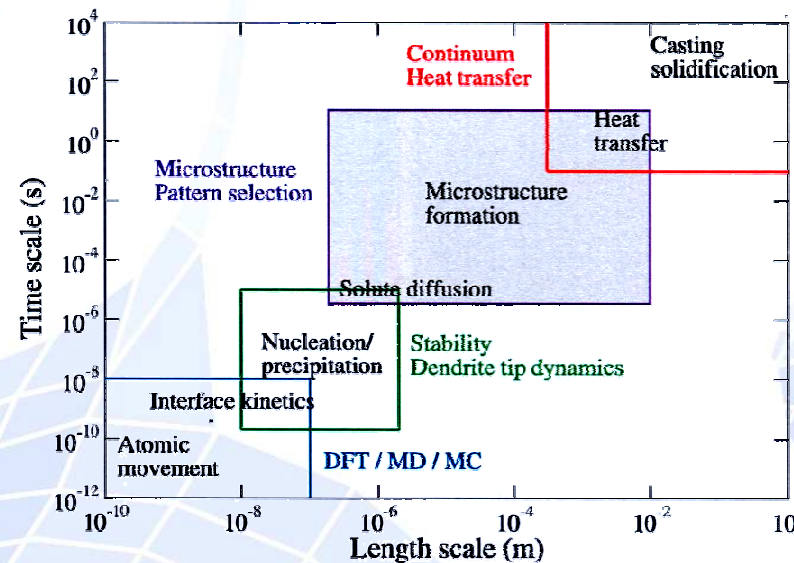 10^4
10^2
10^0
10^-2
10^-4
10^-6
10^-8
10^-10
10^-12
Time scale (s)
Continuum
Heat transfer
Casting
solidification
Heat
transfer
Microstructure
Pattern selection
Microstructure
formation
Solute diffusion
Nucleation/
precipitation
Stability
Dendrite tip dynamics
Interface kinetics
Atomic
movement
DFT / MD / MC
10^-10
10^-8
10^-6
10^-4
10^-2
Length scale (m)